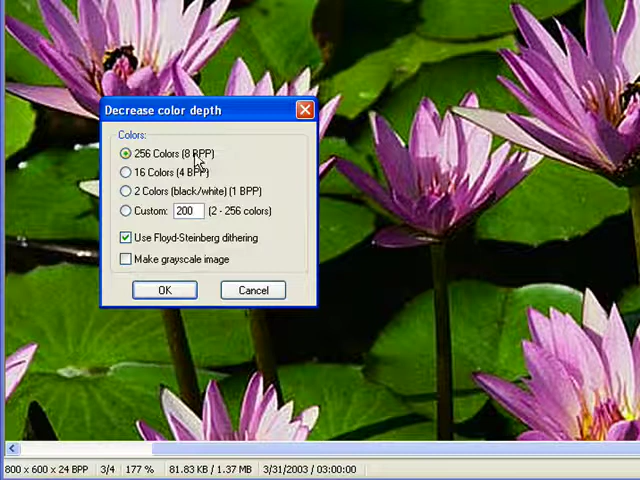 Decrease color depth
Colors:
256 Colors (8 BPP)
16 Colors (4 BPP)
2 Colors (black/white) (1 BPP)
Custom: 200 (2 - 256 colors)
Use Floyd-Steinberg dithering
Make grayscale image
OK Cancel
800 x 600 x 24 BPP 3/4 177 % 81.83 KB / 1.37 MB 3/31/2003 / 03:00:00